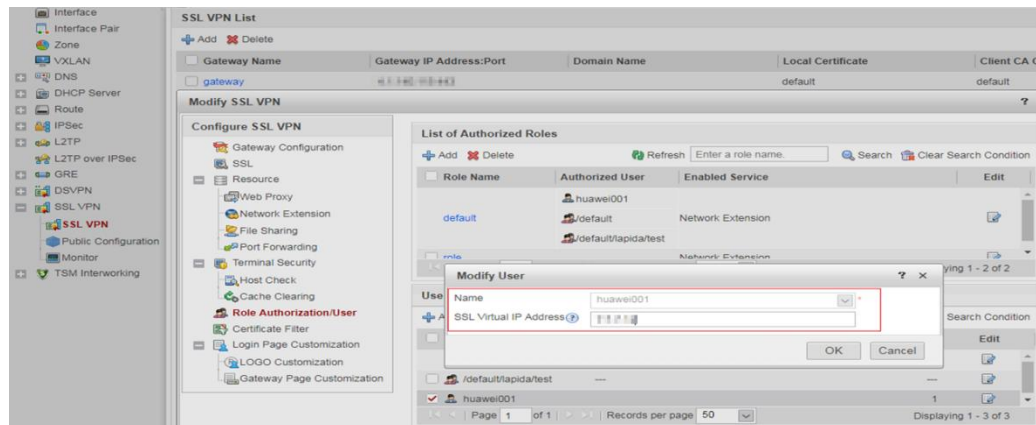 Interface
Interface Pair
Zone
VXLAN
DNS
DHCP Server
Route
IPSec
L2TP
L2TP over IPSec
GRE
DSVPN
SSL VPN
SSL VPN
Public Configuration
Monitor
TSM Interworking
SSL VPN List
Add Delete
Gateway Name Gateway IP Address:Port Domain Name Local Certificate Client CA
gateway default default
Modify SSL VPN ?
Configure SSL VPN
Gateway Configuration
SSL
Resource
Web Proxy
Network Extension
File Sharing
Port Forwarding
Terminal Security
Host Check
Cache Clearing
Role Authorization/User
Certificate Filter
Login Page Customization
LOGO Customization
Gateway Page Customization
List of Authorized Roles
Add Delete Refresh Enter a role name. Search Clear Search Condition
Role Name Authorized User Enabled Service Edit
huawei001
default /default Network Extension
/default/lapida/test
role Network Extension
ying 1 - 2 of 2
Modify User ? ×
Name huawei001 *
SSL Virtual IP Address ?
OK Cancel
Use
A Search Condition
Edit
/default/lapida/test --- ---
huawei001 1
Page 1 of 1 Records per page 50 Displaying 1 - 3 of 3